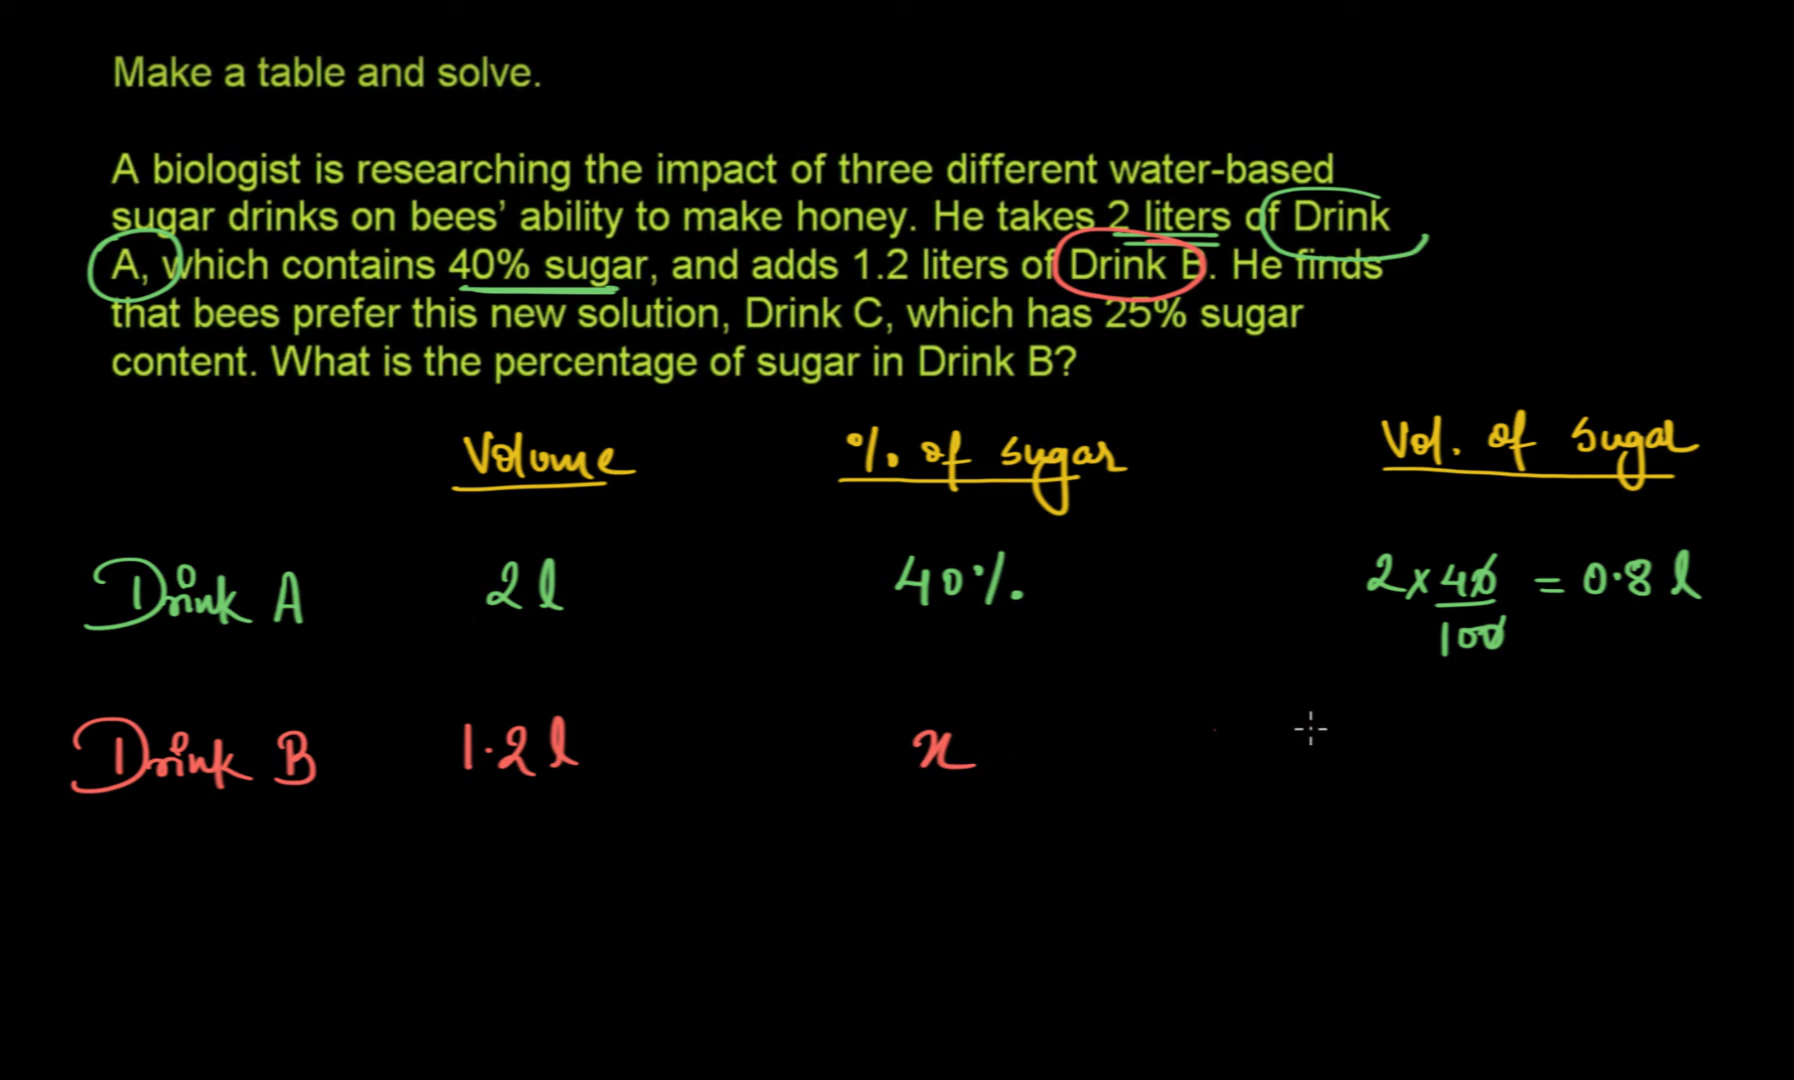 Make a table and solve.
A biologist is researching the impact of three different water-based
sugar drinks on bees' ability to make honey. He takes 2 liters of Drink
A, which contains 40% sugar, and adds 1.2 liters of Drink B. He finds
that bees prefer this new solution, Drink C, which has 25% sugar
content. What is the percentage of sugar in Drink B?
Volume % of sugar Vol. of Sugar
Drink A 2 l 40% 2 × 40/100 = 0.8 l
Drink B 1.2 l x